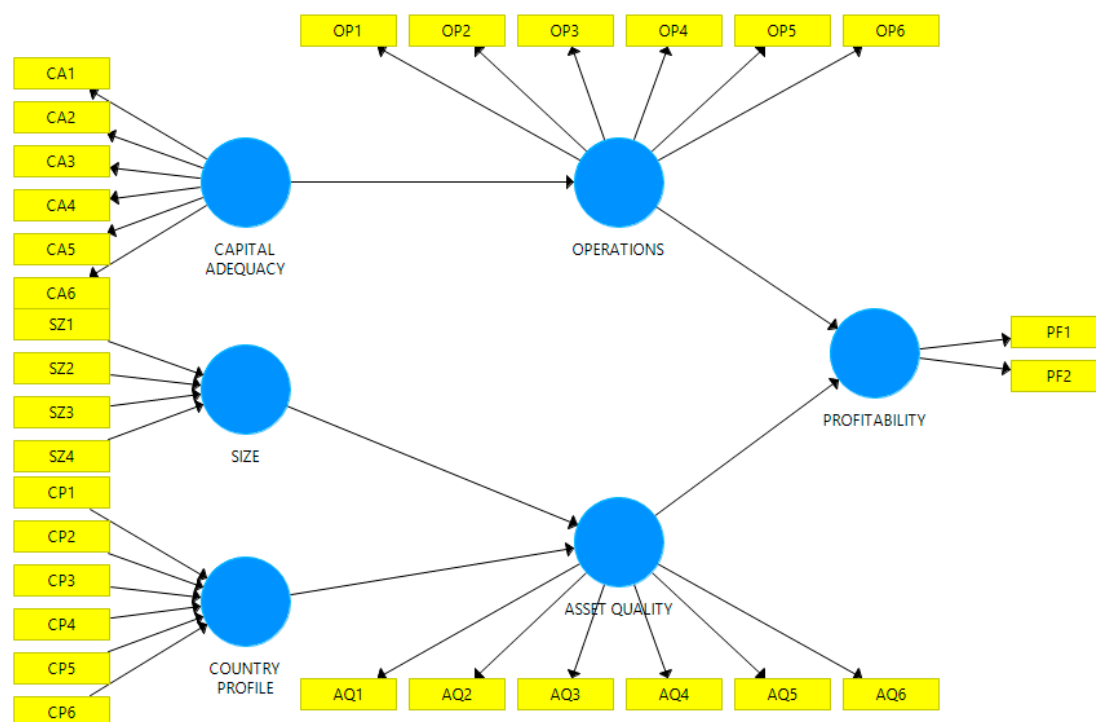 OP1 OP2 OP3 OP4 OP5 OP6
CA1
CA2
CA3
CA4
CA5
CA6
CAPITAL
ADEQUACY
OPERATIONS
SZ1
SZ2
SZ3
SZ4
SIZE
PF1
PF2
PROFITABILITY
CP1
CP2
CP3
CP4
CP5
CP6
COUNTRY
PROFILE
ASSET QUALITY
AQ1 AQ2 AQ3 AQ4 AQ5 AQ6